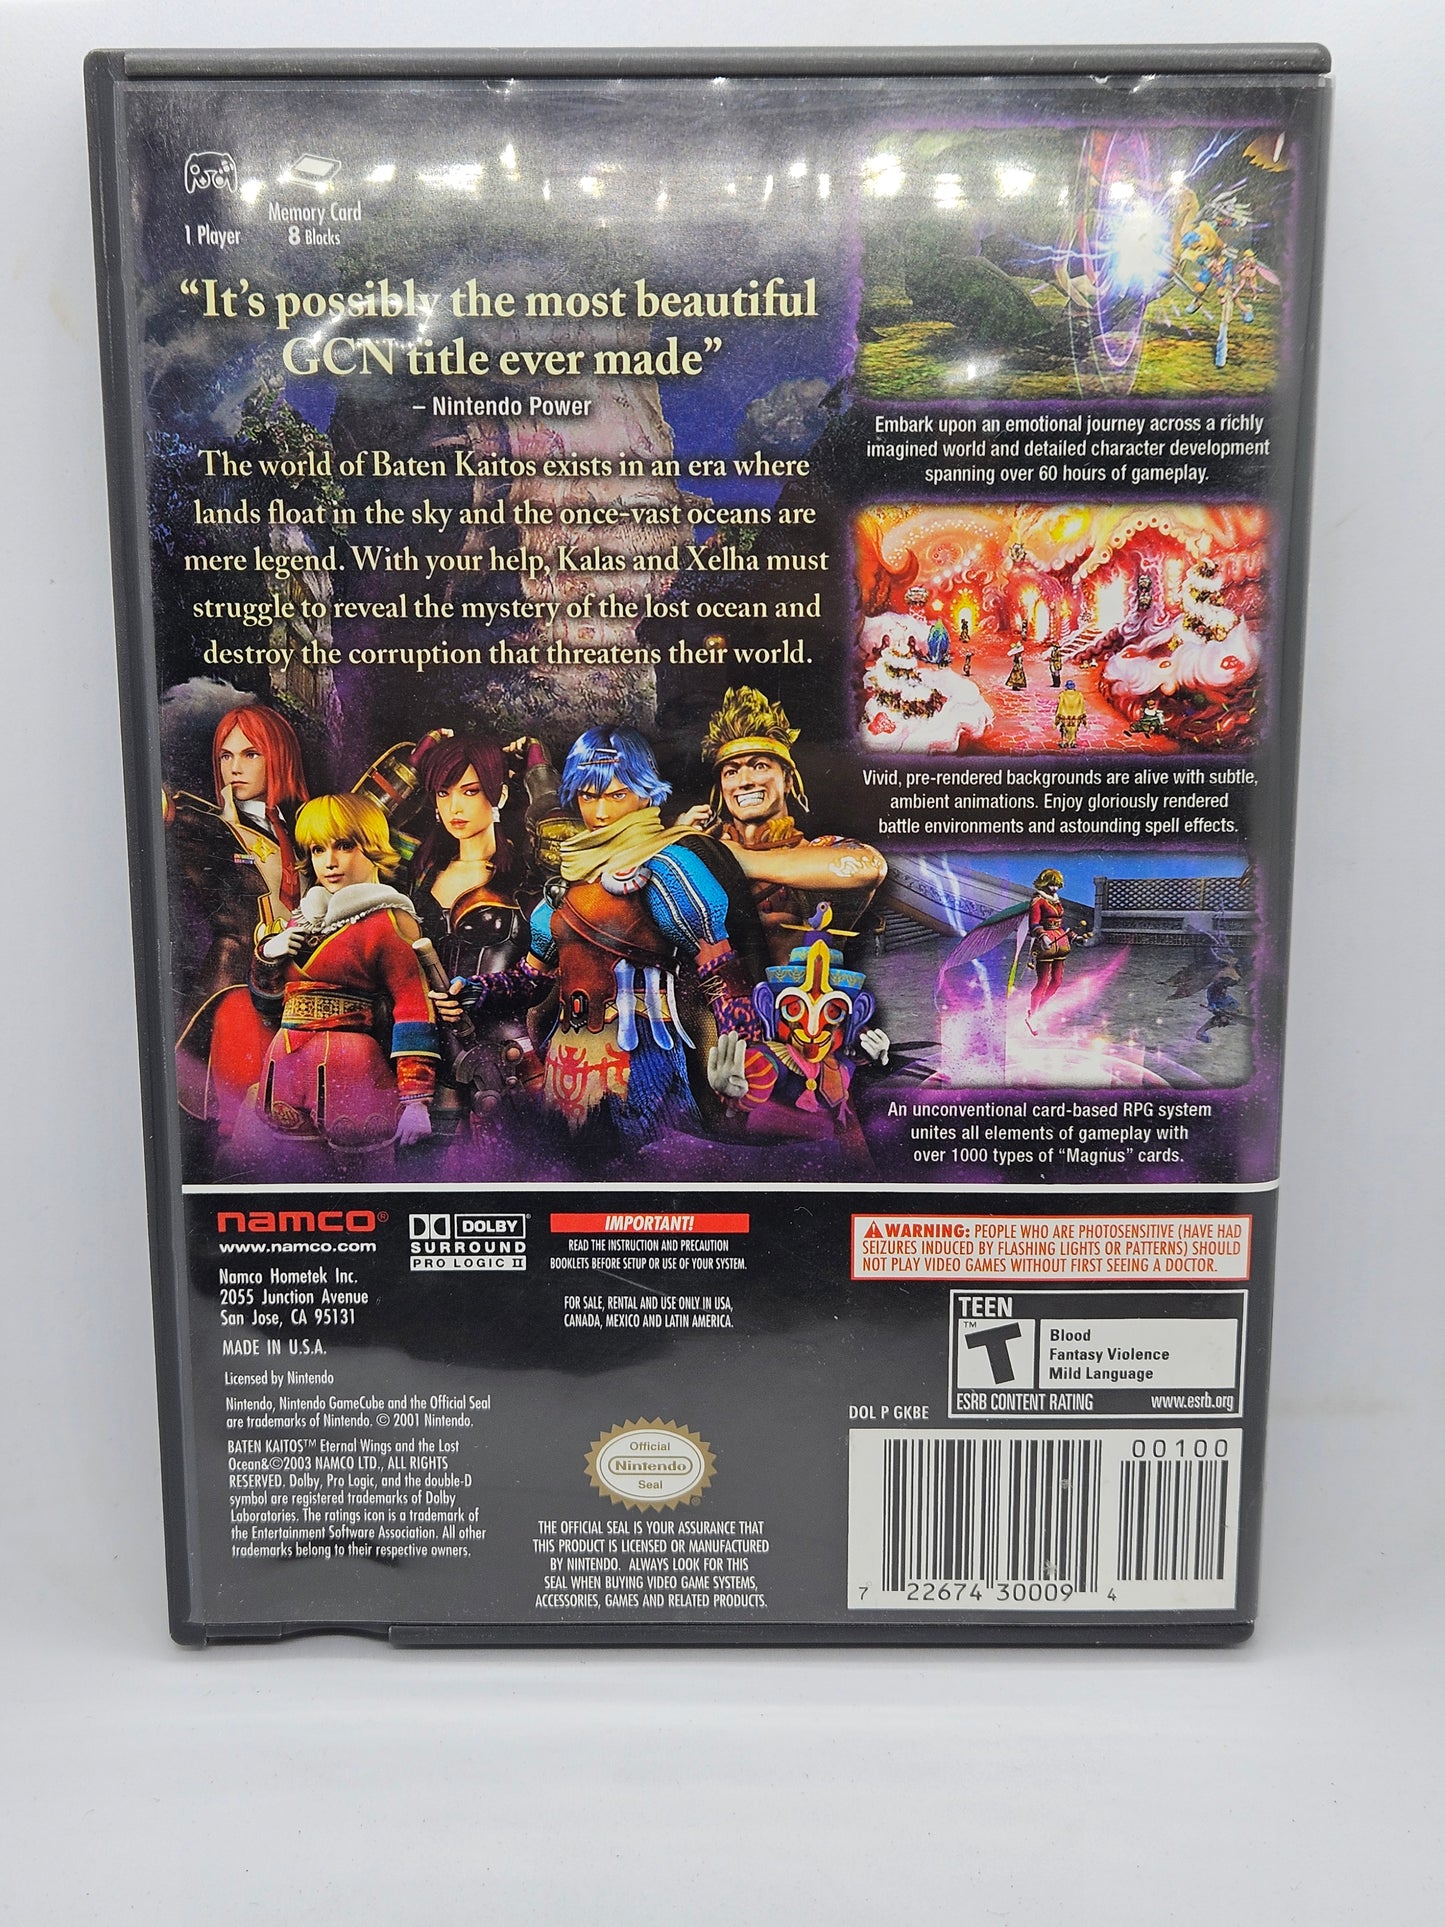 1 Player
Memory Card
8 Blocks
“It’s possibly the most beautiful
GCN title ever made”
– Nintendo Power
The world of Baten Kaitos exists in an era where
lands float in the sky and the once-vast oceans are
mere legend. With your help, Kalas and Xelha must
struggle to reveal the mystery of the lost ocean and
destroy the corruption that threatens their world.
Embark upon an emotional journey across a richly
imagined world and detailed character development
spanning over 60 hours of gameplay.
Vivid, pre-rendered backgrounds are alive with subtle,
ambient animations. Enjoy gloriously rendered
battle environments and astounding spell effects.
An unconventional card-based RPG system
unites all elements of gameplay with
over 1000 types of “Magnus” cards.
namco®
www.namco.com
Namco Hometek Inc.
2055 Junction Avenue
San Jose, CA 95131
MADE IN U.S.A.
Licensed by Nintendo
Nintendo, Nintendo GameCube and the Official Seal
are trademarks of Nintendo. © 2001 Nintendo.
BATEN KAITOS™ Eternal Wings and the Lost
Ocean&©2003 NAMCO LTD., ALL RIGHTS
RESERVED. Dolby, Pro Logic, and the double-D
symbol are registered trademarks of Dolby
Laboratories. The ratings icon is a trademark of
the Entertainment Software Association. All other
trademarks belong to their respective owners.
DOLBY®
SURROUND
PRO LOGIC II
IMPORTANT!
READ THE INSTRUCTION AND PRECAUTION
BOOKLETS BEFORE SETUP OR USE OF YOUR SYSTEM.
FOR SALE, RENTAL AND USE ONLY IN USA,
CANADA, MEXICO AND LATIN AMERICA.
Official
Nintendo
Seal
®
THE OFFICIAL SEAL IS YOUR ASSURANCE THAT
THIS PRODUCT IS LICENSED OR MANUFACTURED
BY NINTENDO. ALWAYS LOOK FOR THIS
SEAL WHEN BUYING VIDEO GAME SYSTEMS,
ACCESSORIES, GAMES AND RELATED PRODUCTS.
WARNING: PEOPLE WHO ARE PHOTOSENSITIVE (HAVE HAD
SEIZURES INDUCED BY FLASHING LIGHTS OR PATTERNS) SHOULD
NOT PLAY VIDEO GAMES WITHOUT FIRST SEEING A DOCTOR.
TEEN
™
T
Blood
Fantasy Violence
Mild Language
ESRB CONTENT RATING www.esrb.org
DOL P GKBE
00100
7 22674 30009 4